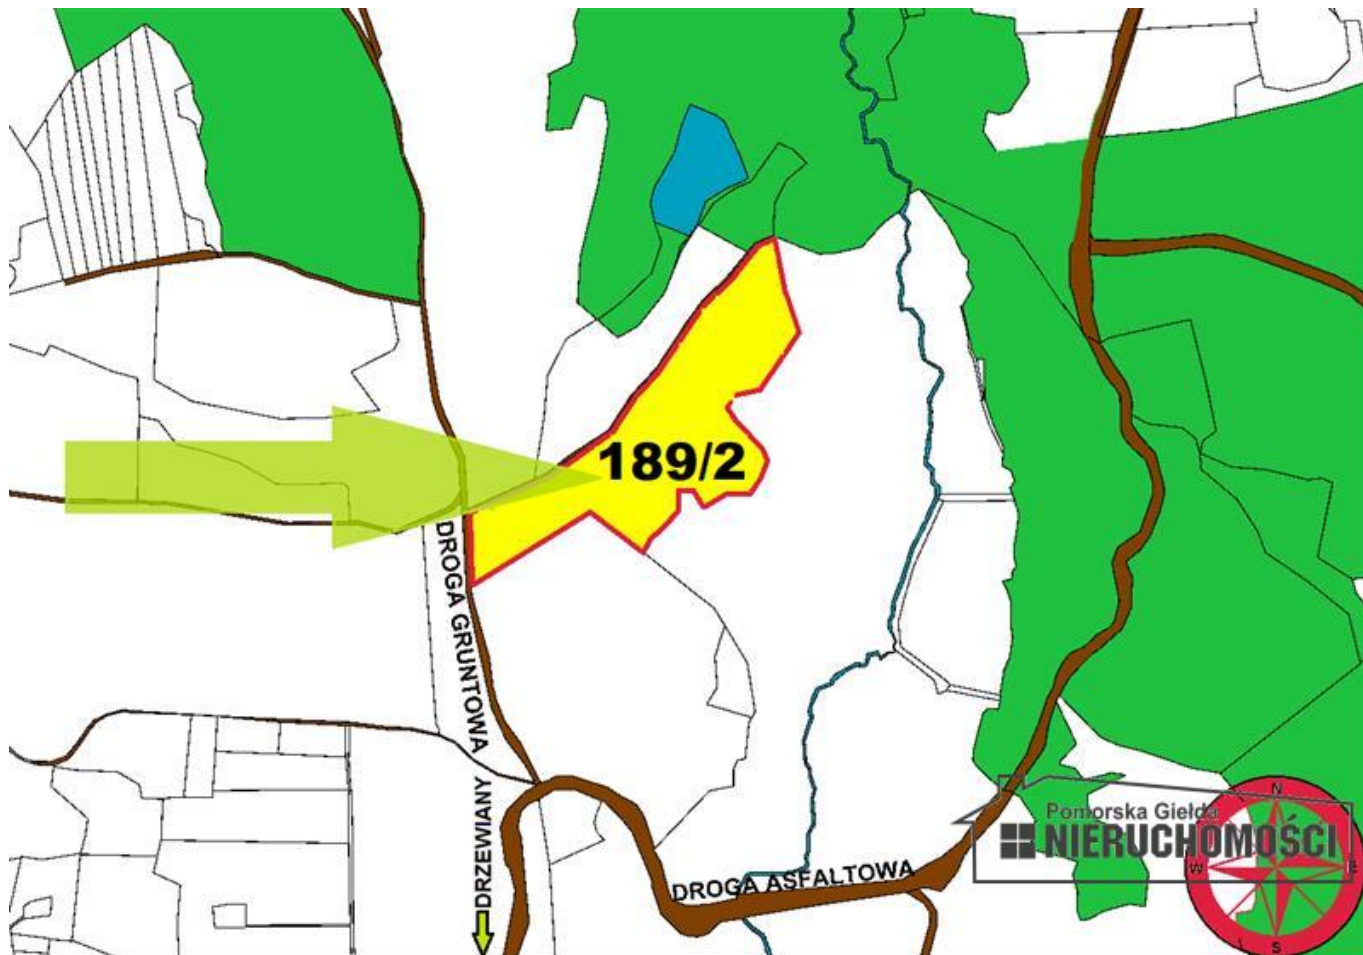 189/2
DROGA GRUNTOWA
DRZEWIANY
DROGA ASFALTOWA
Pomorska Giełda
NIERUCHOMOŚCI
N
W
E
S